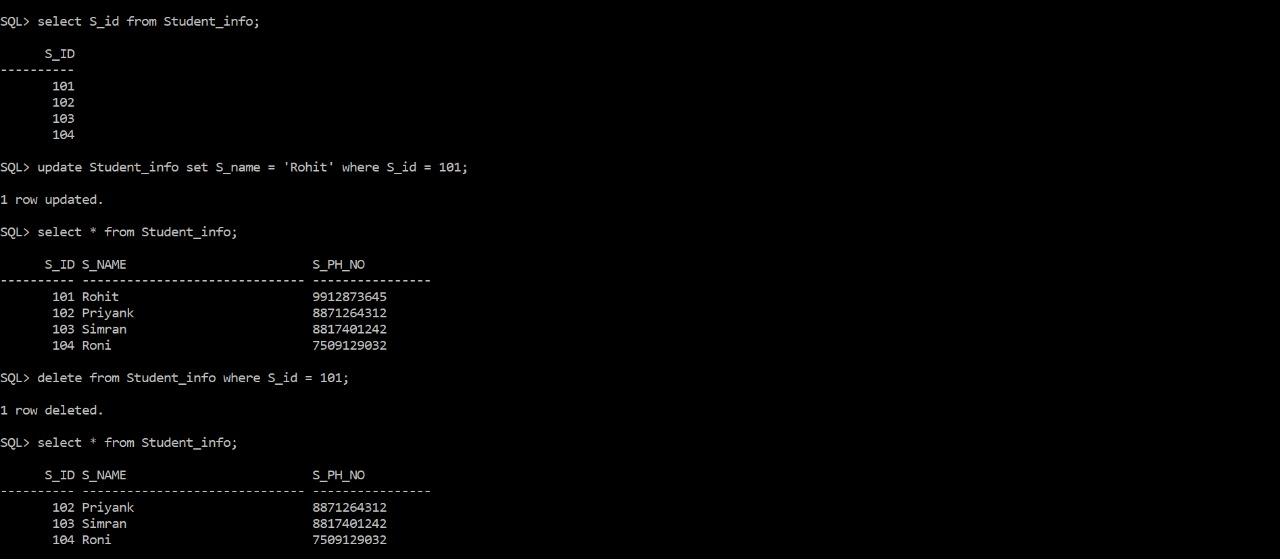 SQL> select S_id from Student_info;
      S_ID
----------
       101
       102
       103
       104
SQL> update Student_info set S_name = 'Rohit' where S_id = 101;
1 row updated.
SQL> select * from Student_info;
      S_ID S_NAME                         S_PH_NO
---------- ------------------------------ ----------------
       101 Rohit                          9912873645
       102 Priyank                        8871264312
       103 Simran                         8817401242
       104 Roni                           7509129032
SQL> delete from Student_info where S_id = 101;
1 row deleted.
SQL> select * from Student_info;
      S_ID S_NAME                         S_PH_NO
---------- ------------------------------ ----------------
       102 Priyank                        8871264312
       103 Simran                         8817401242
       104 Roni                           7509129032